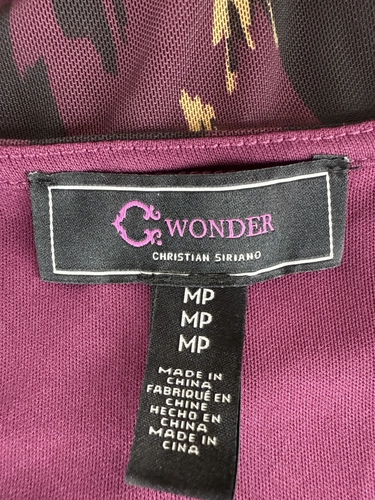 C. WONDER
CHRISTIAN SIRIANO
MP
MP
MP
MADE IN
CHINA
FABRIQUÉ EN
CHINE
HECHO EN
CHINA
MADE IN
CINA